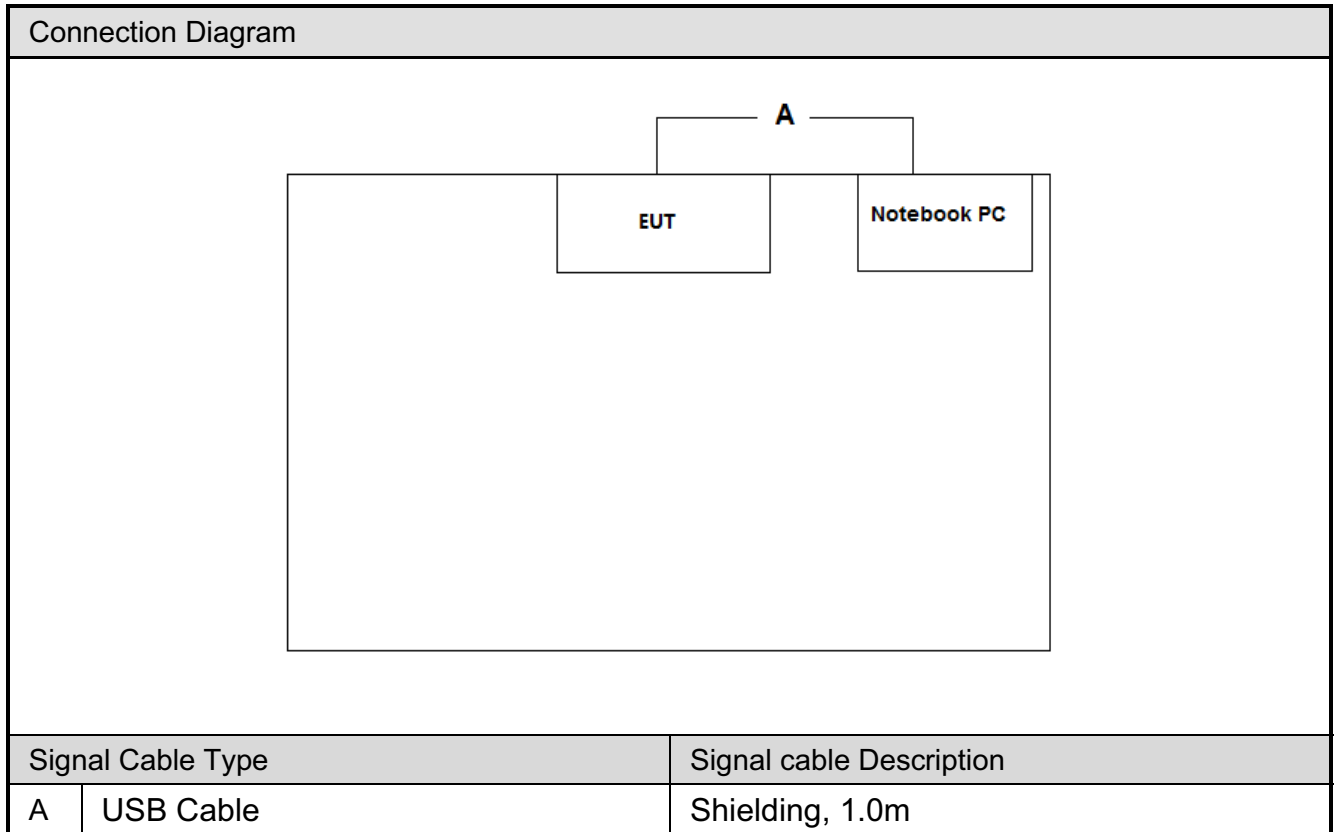 Connection Diagram
A
EUT
Notebook PC
Signal Cable Type Signal cable Description
A USB Cable Shielding, 1.0m